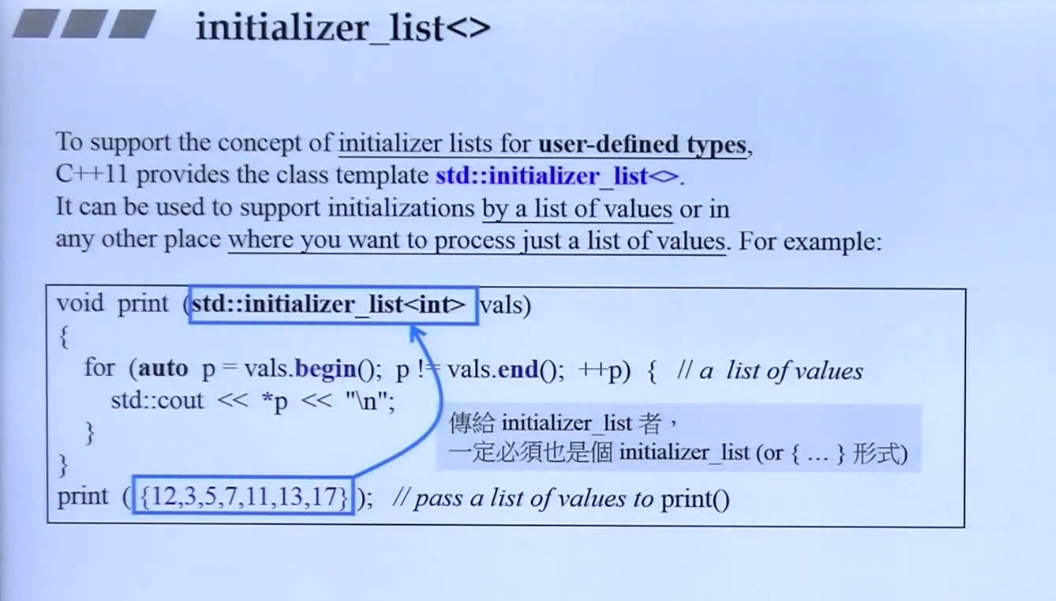 initializer_list<>
To support the concept of initializer lists for user-defined types,
C++11 provides the class template std::initializer_list<>.
It can be used to support initializations by a list of values or in
any other place where you want to process just a list of values. For example:
void print (std::initializer_list<int> vals)
{
for (auto p = vals.begin(); p != vals.end(); ++p) { // a list of values
std::cout << *p << "\n";
}
傳給 initializer_list 者，
一定必須也是個 initializer_list (or { … } 形式)
}
print ({12,3,5,7,11,13,17}); // pass a list of values to print()